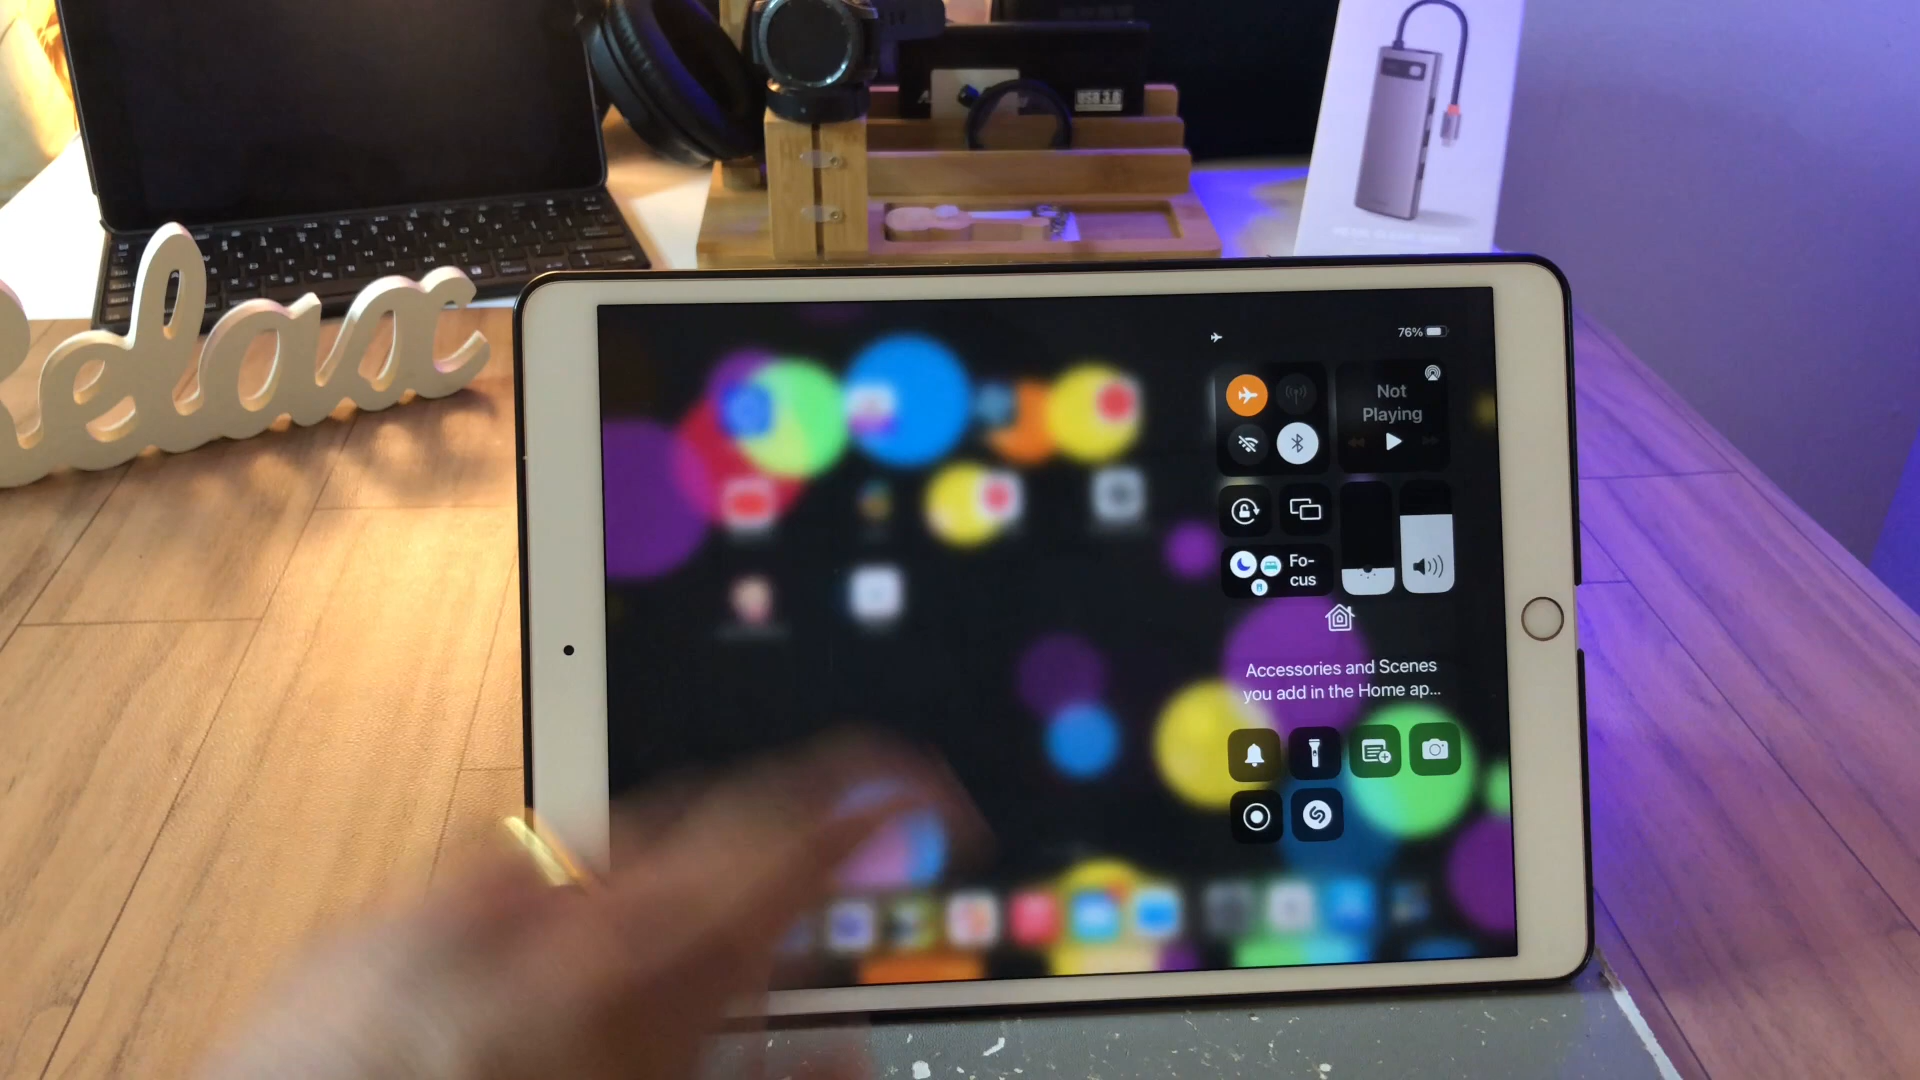 USB 3.0
Relax
76%
Not
Playing
Fo-
cus
Accessories and Scenes
you add in the Home ap...